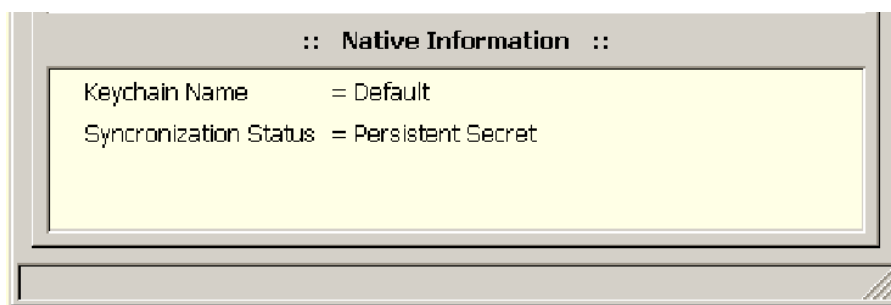 :: Native Information ::
Keychain Name = Default
Syncronization Status = Persistent Secret